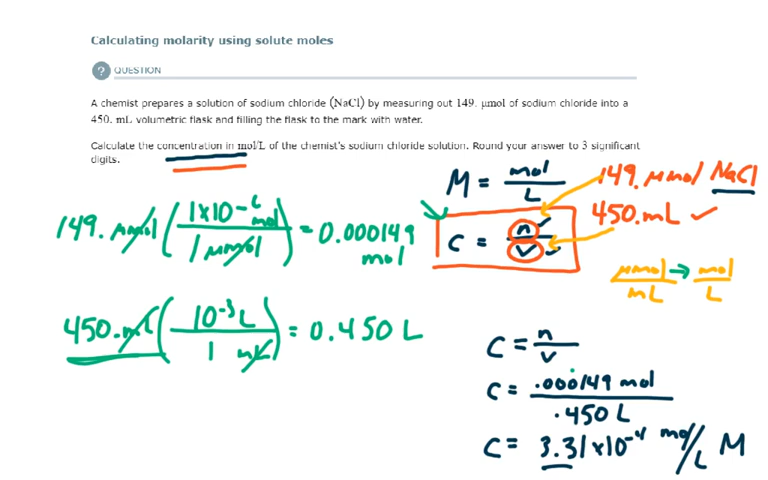 Calculating molarity using solute moles
? QUESTION
A chemist prepares a solution of sodium chloride (NaCl) by measuring out 149. μmol of sodium chloride into a
450. mL volumetric flask and filling the flask to the mark with water.
Calculate the concentration in mol/L of the chemist's sodium chloride solution. Round your answer to 3 significant
digits.
M = mol / L
149. μmol NaCl
450. mL ✓
C = n / v
μmol / mL → mol / L
149. μmol ( 1x10⁻⁶ mol / 1 μmol ) = 0.000149 mol
450. mL ( 10⁻³ L / 1 mL ) = 0.450 L
C = n / v
C = .000149 mol / .450 L
C = 3.31 x10⁻⁴ mol/L M